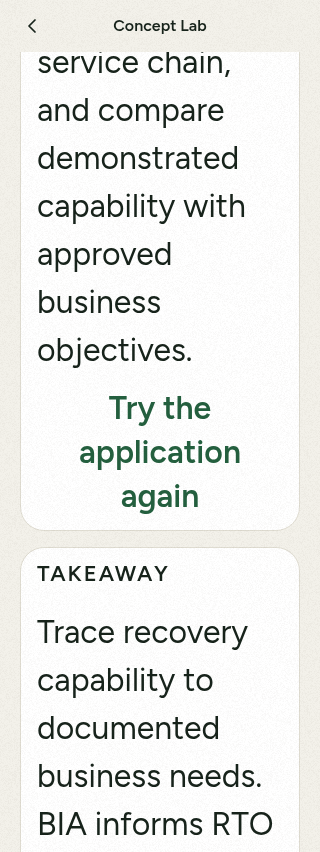 Concept Lab
service chain,
and compare
demonstrated
capability with
approved
business
objectives.
Try the
application
again
TAKEAWAY
Trace recovery
capability to
documented
business needs.
BIA informs RTO